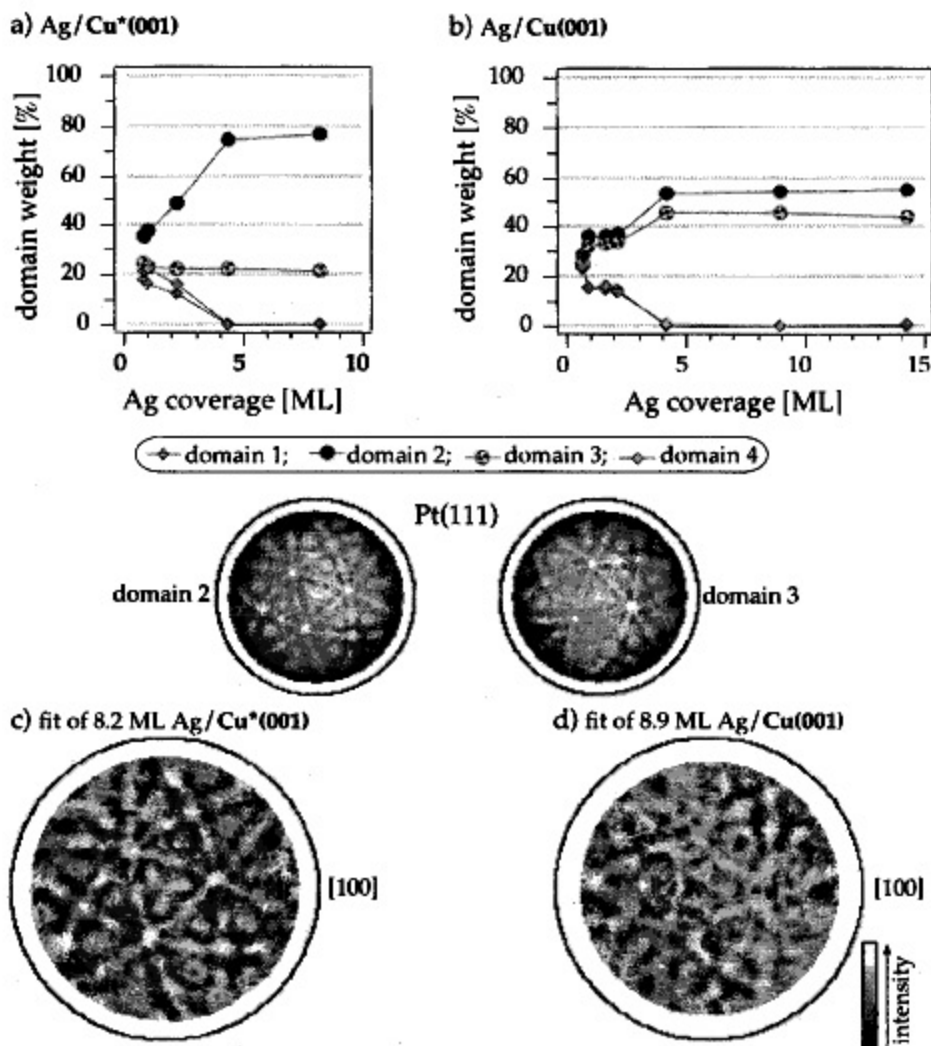 a) Ag/Cu*(001)
b) Ag/Cu(001)
100
80
60
40
20
0
domain weight [%]
0 5 10
Ag coverage [ML]
100
80
60
40
20
0
domain weight [%]
0 5 10 15
Ag coverage [ML]
domain 1; domain 2; domain 3; domain 4
Pt(111)
domain 2
domain 3
c) fit of 8.2 ML Ag/Cu*(001)
d) fit of 8.9 ML Ag/Cu(001)
[100]
[100]
intensity